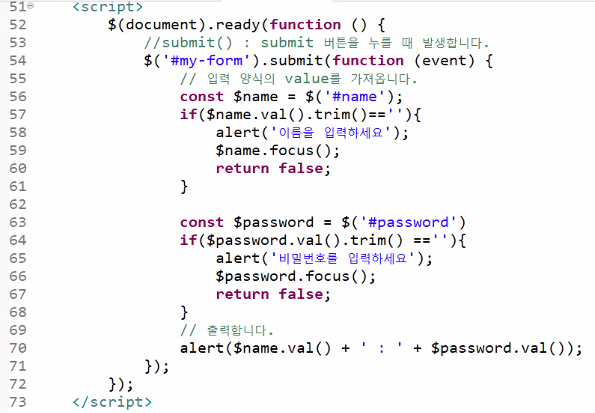 51 <script>
52 $(document).ready(function () {
53 //submit() : submit 버튼을 누를 때 발생합니다.
54 $('#my-form').submit(function (event) {
55 // 입력 양식의 value를 가져옵니다.
56 const $name = $('#name');
57 if($name.val().trim()==''){
58 alert('이름을 입력하세요');
59 $name.focus();
60 return false;
61 }
62
63 const $password = $('#password')
64 if($password.val().trim() ==''){
65 alert('비밀번호를 입력하세요');
66 $password.focus();
67 return false;
68 }
69 // 출력합니다.
70 alert($name.val() + ' : ' + $password.val());
71 });
72 });
73 </script>